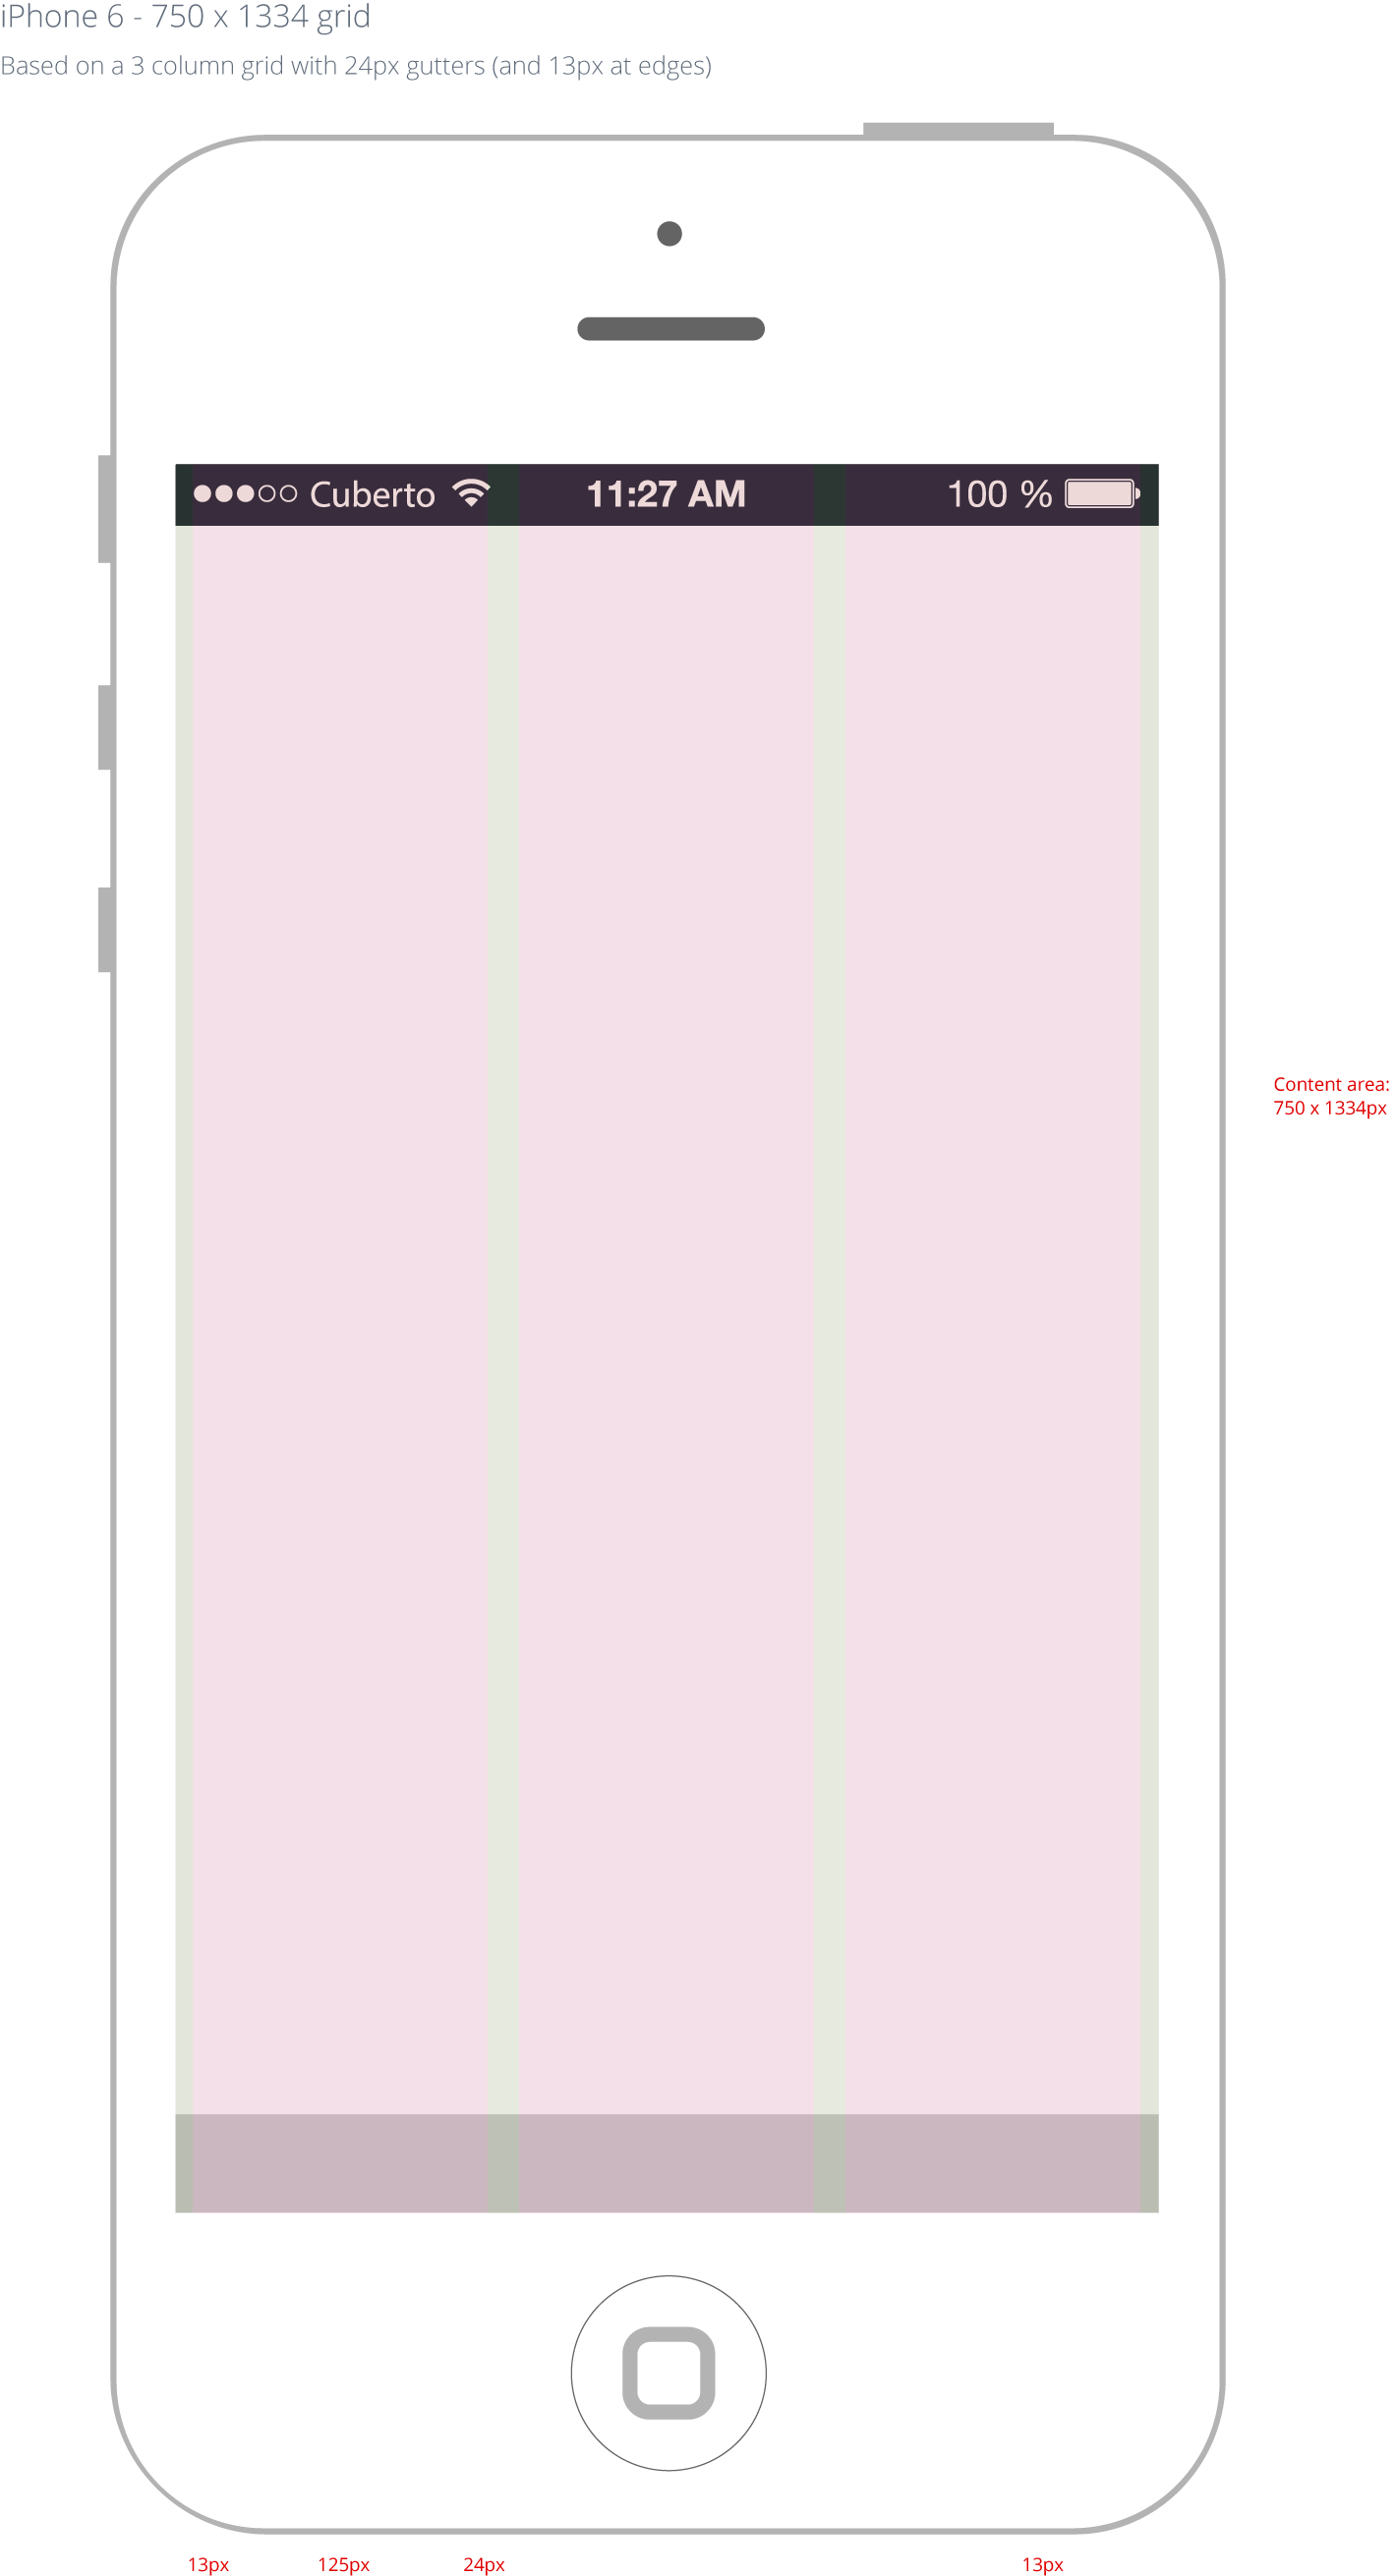 iPhone 6 - 750 x 1334 grid
Based on a 3 column grid with 24px gutters (and 13px at edges)
Cuberto 11:27 AM 100 %
Content area:
750 x 1334px
13px 125px 24px 13px